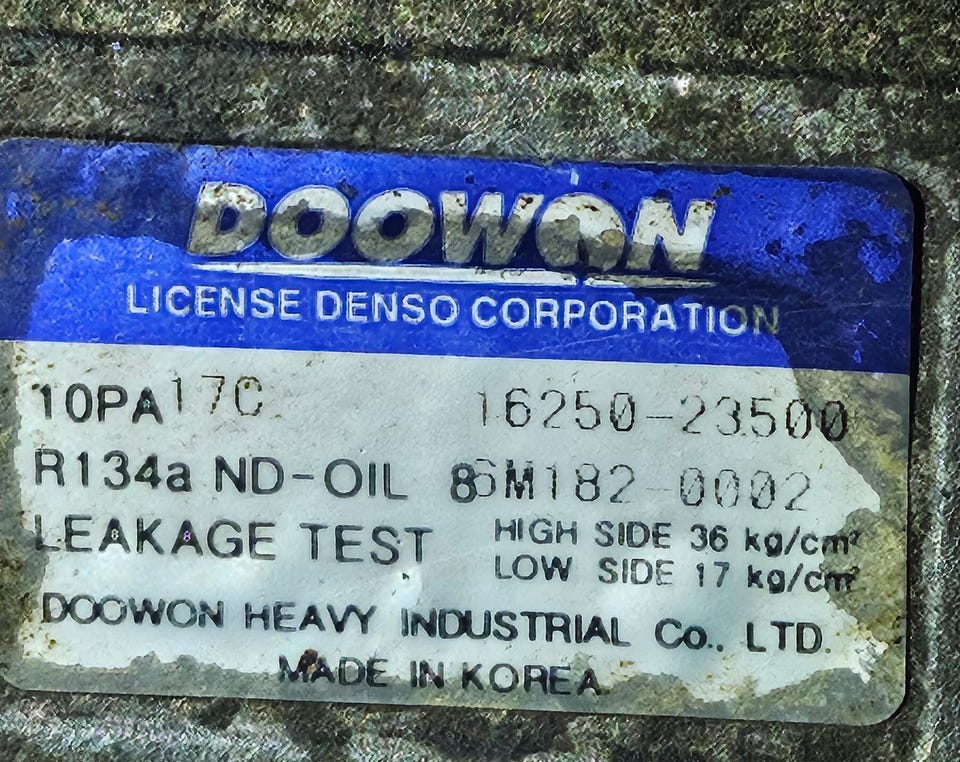 DOOWON
LICENSE DENSO CORPORATION
10PA17C 16250-23500
R134a ND-OIL 8 6M182-0002
LEAKAGE TEST HIGH SIDE 36 kg/cm²
LOW SIDE 17 kg/cm²
DOOWON HEAVY INDUSTRIAL Co., LTD.
MADE IN KOREA